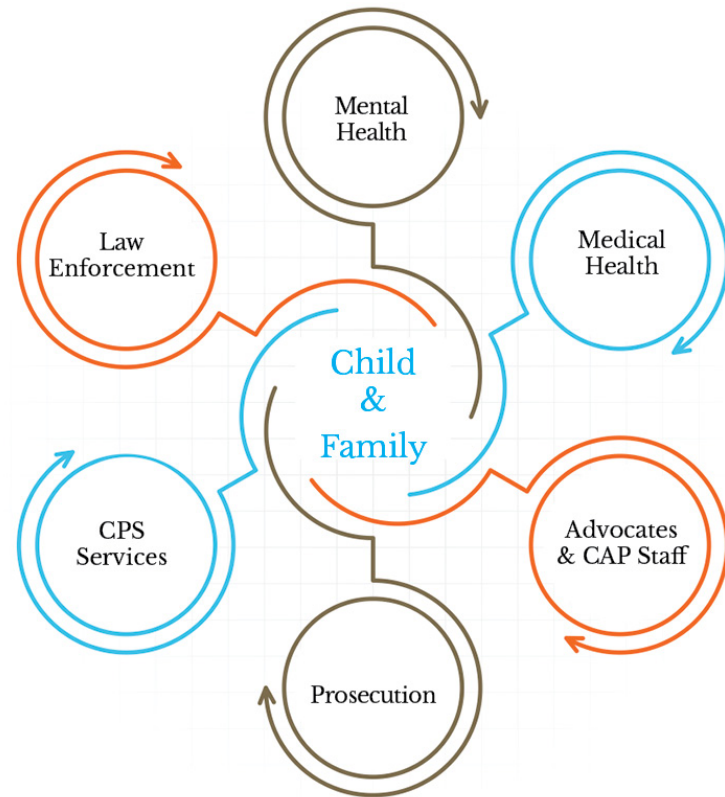 Mental
Health
Law
Enforcement
Medical
Health
Child
&
Family
CPS
Services
Advocates
& CAP Staff
Prosecution